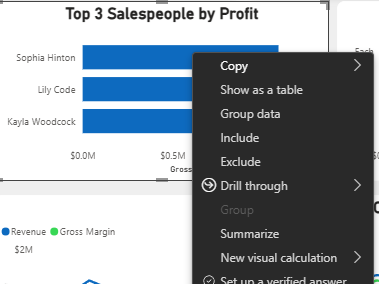 Top 3 Salespeople by Profit
Sophia Hinton
Lily Code
Kayla Woodcock
$0.0M
$0.5M
Gross
Each
$0
Copy
Show as a table
Group data
Include
Exclude
Drill through
Group
Summarize
New visual calculation
Set up a verified answer
Revenue
Gross Margin
$2M